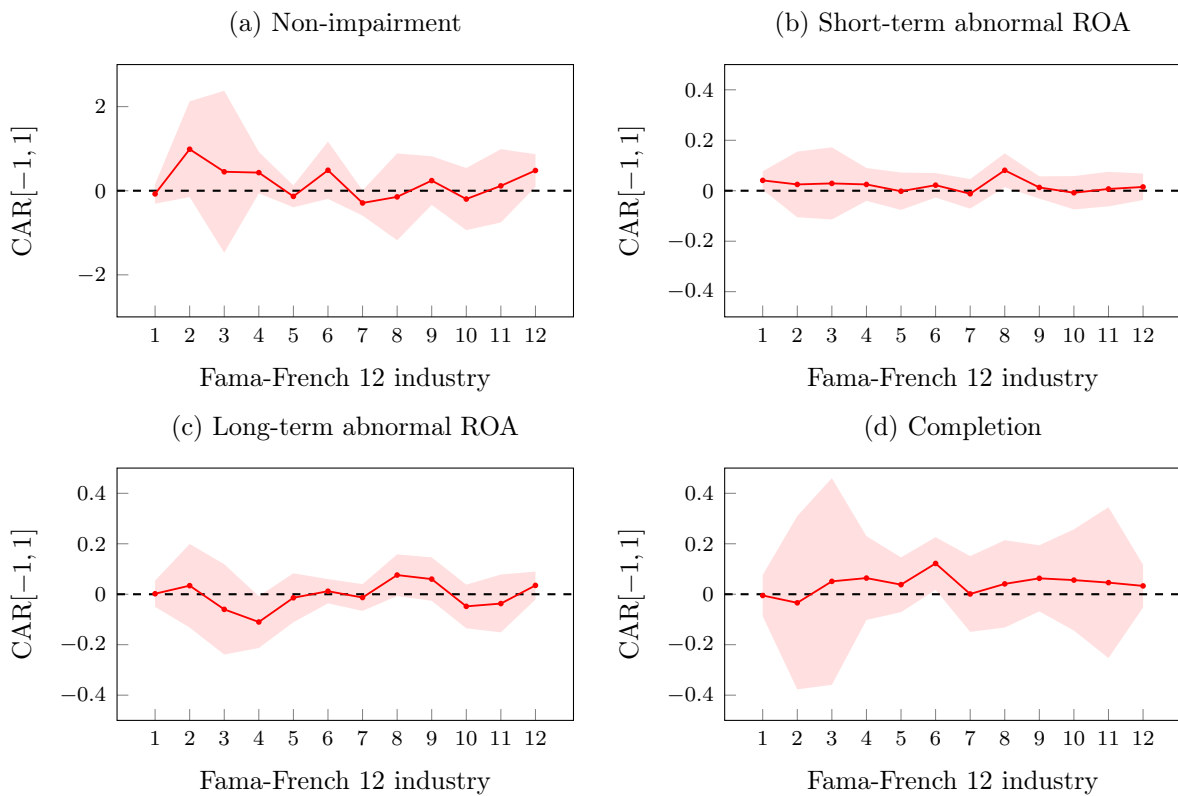 (a) Non-impairment
CAR[−1, 1]
2
0
−2
1 2 3 4 5 6 7 8 9 10 11 12
Fama-French 12 industry
(b) Short-term abnormal ROA
CAR[−1, 1]
0.4
0.2
0
−0.2
−0.4
1 2 3 4 5 6 7 8 9 10 11 12
Fama-French 12 industry
(c) Long-term abnormal ROA
CAR[−1, 1]
0.4
0.2
0
−0.2
−0.4
1 2 3 4 5 6 7 8 9 10 11 12
Fama-French 12 industry
(d) Completion
CAR[−1, 1]
0.4
0.2
0
−0.2
−0.4
1 2 3 4 5 6 7 8 9 10 11 12
Fama-French 12 industry